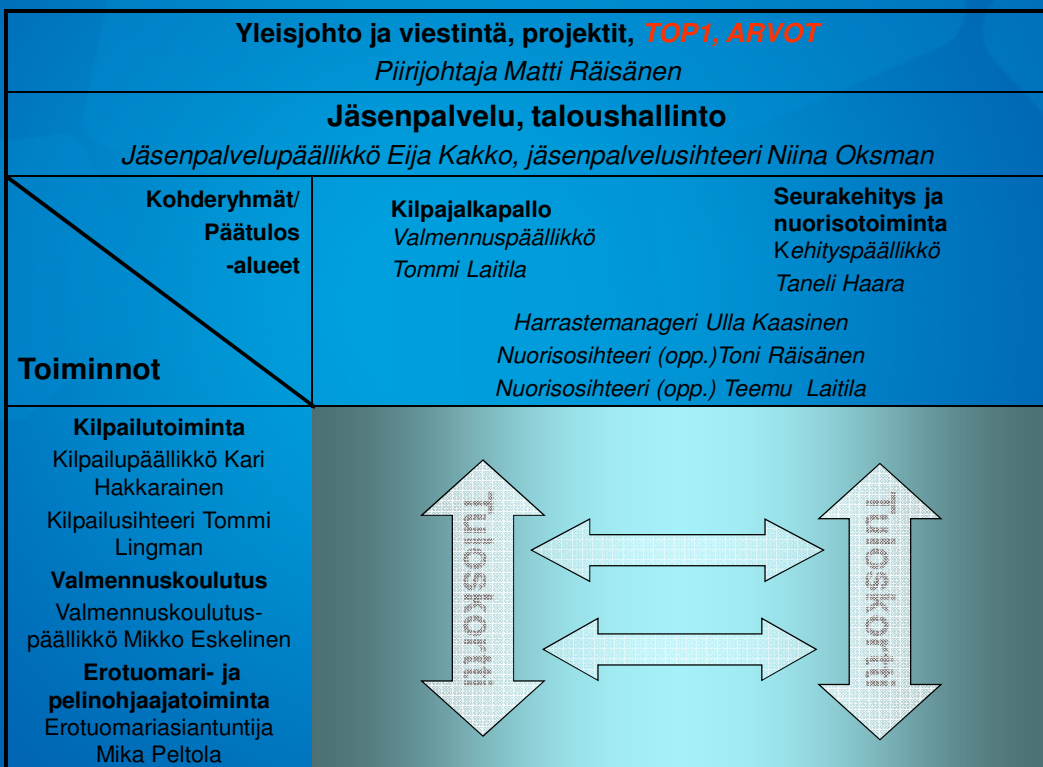 Yleisjohto ja viestintä, projektit, TOP1, ARVOT
Piirijohtaja Matti Räisänen
Jäsenpalvelu, taloushallinto
Jäsenpalvelupäällikkö Eija Kakko, jäsenpalvelusihteeri Niina Oksman
Kohderyhmät/
Päätulos
-alueet
Toiminnot
Kilpajalkapallo
Valmennuspäällikkö
Tommi Laitila
Seurakehitys ja
nuorisotoiminta
Kehityspäällikkö
Taneli Haara
Harrastemanageri Ulla Kaasinen
Nuorisosihteeri (opp.)Toni Räisänen
Nuorisosihteeri (opp.) Teemu Laitila
Kilpailutoiminta
Kilpailupäällikkö Kari
Hakkarainen
Kilpailusihteeri Tommi
Lingman
Valmennuskoulutus
Valmennuskoulutus-
päällikkö Mikko Eskelinen
Erotuomari- ja
pelinohjaajatoiminta
Erotuomariasiantuntija
Mika Peltola
Tuloskortti
Tuloskortti